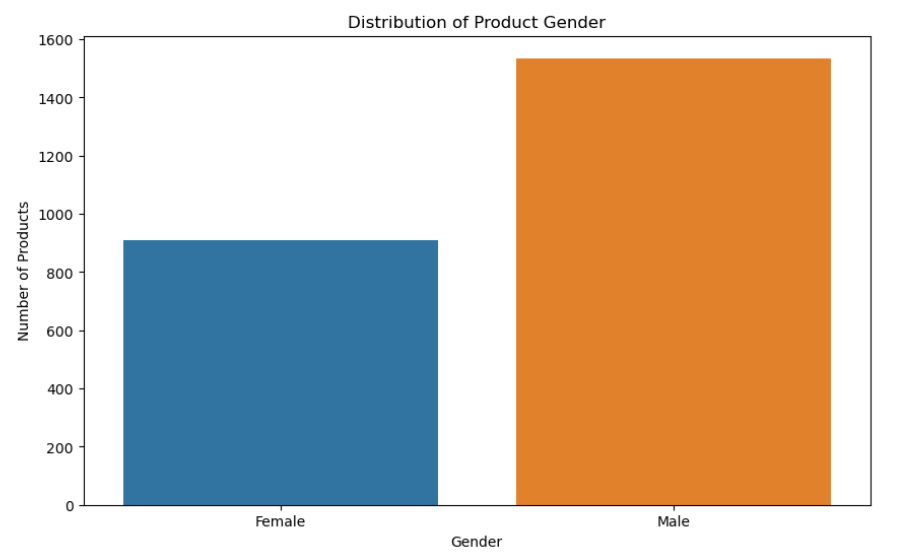 Distribution of Product Gender
1600
1400
1200
1000
800
600
400
200
0
Number of Products
Female
Male
Gender